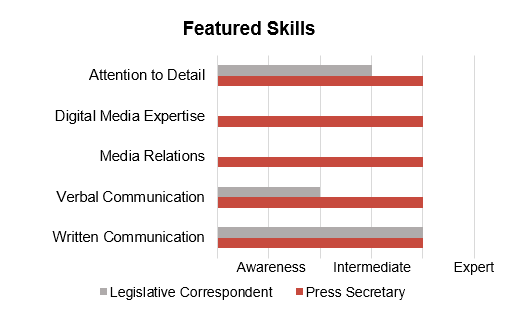 Featured Skills
Attention to Detail
Digital Media Expertise
Media Relations
Verbal Communication
Written Communication
Awareness Intermediate Expert
Legislative Correspondent Press Secretary